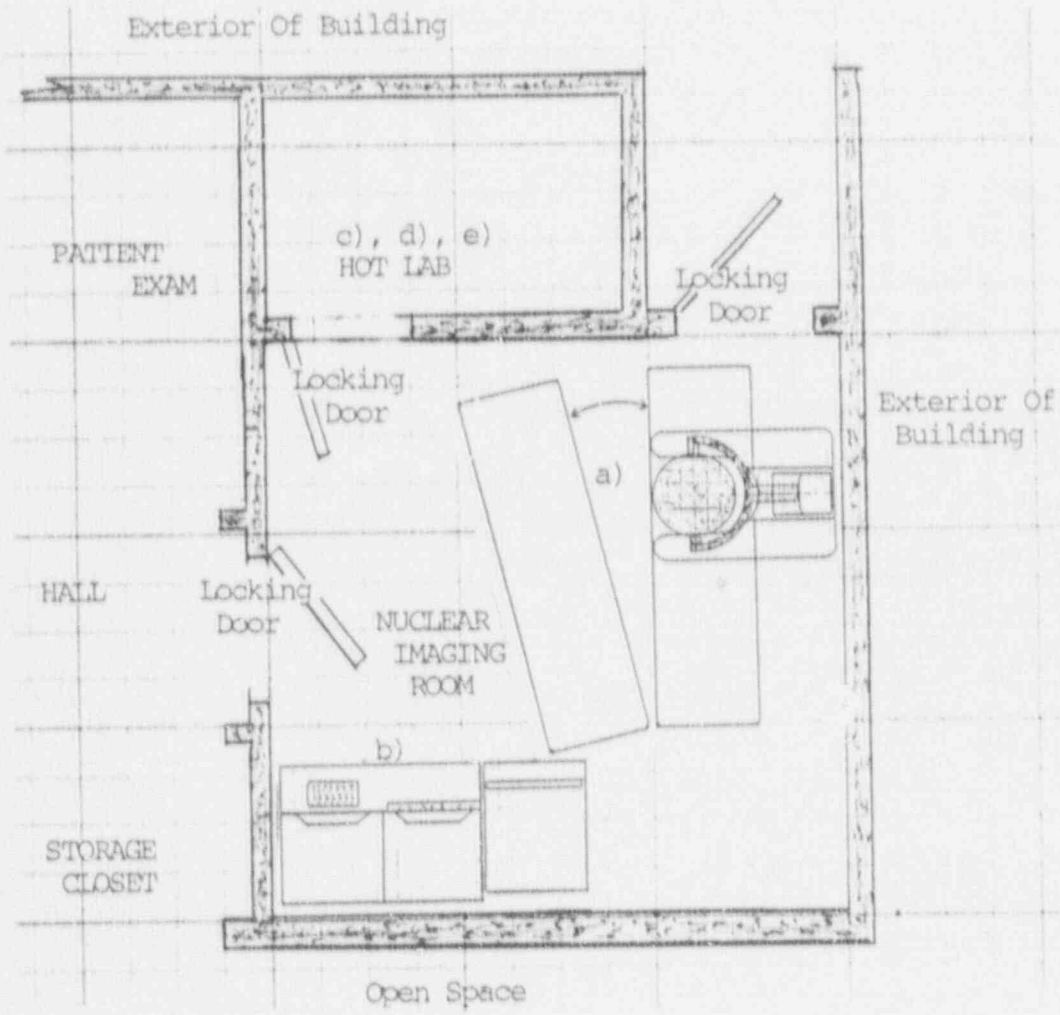 Exterior Of Building
c), d), e)
HOT LAB
PATIENT
EXAM
Locking
Door
Locking
Door
Exterior Of
Building
a)
HALL
Locking
Door
NUCLEAR
IMAGING
ROOM
b)
STORAGE
CLOSET
Open Space